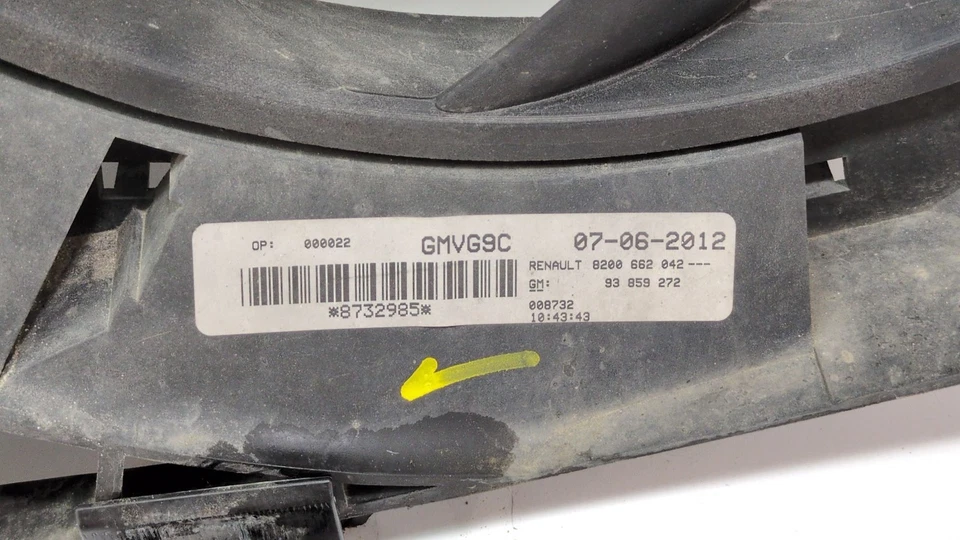 OP: 000022 GMVG9C 07-06-2012
RENAULT 8200 662 042---
GM: 93 859 272
*8732985*
008732
10:43:43